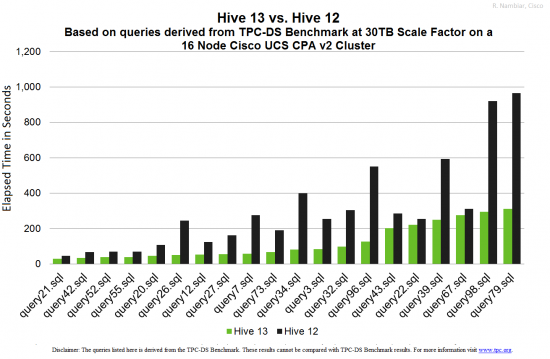 R. Nambiar, Cisco
Hive 13 vs. Hive 12
Based on queries derived from TPC-DS Benchmark at 30TB Scale Factor on a
16 Node Cisco UCS CPA v2 Cluster
Elapsed Time in Seconds
1,200
1,000
800
600
400
200
0
query21.sql
query42.sql
query52.sql
query55.sql
query20.sql
query26.sql
query12.sql
query27.sql
query7.sql
query73.sql
query34.sql
query3.sql
query32.sql
query96.sql
query43.sql
query22.sql
query39.sql
query67.sql
query98.sql
query79.sql
Hive 13 Hive 12
Disclaimer: The queries listed here is derived from the TPC-DS Benchmark. These results cannot be compared with TPC-DS Benchmark results. For more information visit www.tpc.org.